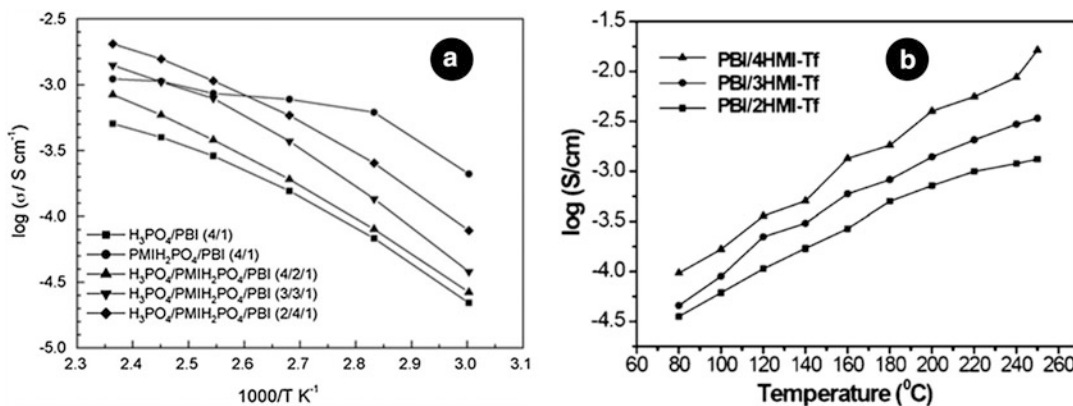 a
log (σ/ S cm⁻¹)
-2.5
-3.0
-3.5
-4.0
-4.5
-5.0
H₃PO₄/PBI (4/1)
PMIH₂PO₄/PBI (4/1)
H₃PO₄/PMIH₂PO₄/PBI (4/2/1)
H₃PO₄/PMIH₂PO₄/PBI (3/3/1)
H₃PO₄/PMIH₂PO₄/PBI (2/4/1)
2.3 2.4 2.5 2.6 2.7 2.8 2.9 3.0 3.1
1000/T K⁻¹
b
log (S/cm)
-1.5
-2.0
-2.5
-3.0
-3.5
-4.0
-4.5
PBI/4HMI-Tf
PBI/3HMI-Tf
PBI/2HMI-Tf
60 80 100 120 140 160 180 200 220 240 260
Temperature (⁰C)